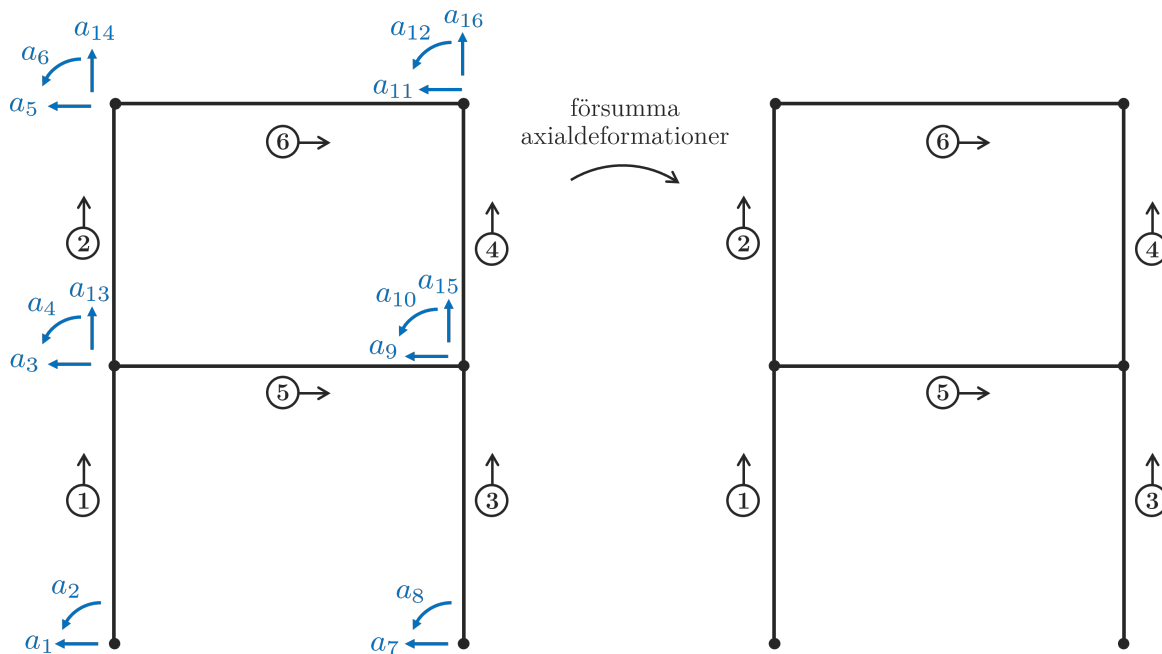 a₁₄
a₁₆
a₆
a₁₂
a₅
a₁₁
försumma
axialdeformationer
6
6
2
4
2
4
a₄
a₁₃
a₁₀
a₁₅
a₃
a₉
5
5
1
3
1
3
a₂
a₈
a₁
a₇